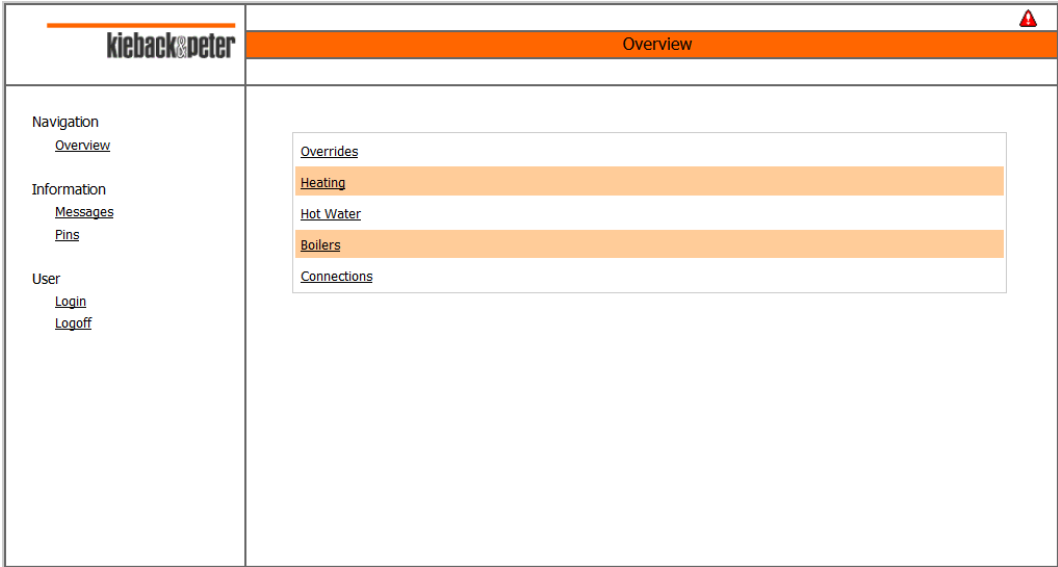 kieback&peter
Overview
Navigation
Overview
Information
Messages
Pins
User
Login
Logoff
Overrides
Heating
Hot Water
Boilers
Connections